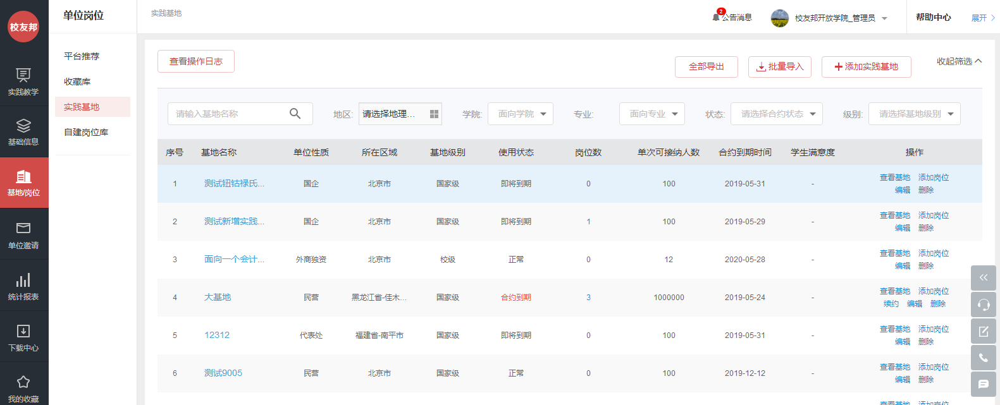 校友邦
实践教学
基础信息
基地/岗位
单位邀请
统计报表
下载中心
我的收藏
单位岗位
平台推荐
收藏库
实践基地
自建岗位库
实践基地
2
公告消息
校友邦开放学院_管理员
帮助中心
展开
查看操作日志
全部导出
批量导入
添加实践基地
收起筛选
请输入基地名称
地区:
请选择地理...
学院:
面向学院
专业:
面向专业
状态:
请选择合约状态
级别:
请选择基地级别
序号 基地名称 单位性质 所在区域 基地级别 使用状态 岗位数 单次可接纳人数 合约到期时间 学生满意度 操作
1 测试钮钴禄氏... 国企 北京市 国家级 即将到期 0 100 2019-05-31 - 查看基地 添加岗位
编辑 删除
2 测试新增实践... 国企 北京市 国家级 即将到期 1 100 2019-05-29 - 查看基地 添加岗位
编辑 删除
3 面向一个会计... 外商独资 北京市 校级 正常 0 12 2020-05-28 - 查看基地 添加岗位
编辑 删除
4 大基地 民营 黑龙江省-佳木... 国家级 合约到期 3 1000000 2019-05-24 - 查看基地 添加岗位
续约 编辑 删除
5 12312 代表处 福建省-南平市 国家级 即将到期 0 100 2019-05-31 - 查看基地 添加岗位
编辑 删除
6 测试9005 民营 北京市 国家级 正常 0 100 2019-12-12 - 查看基地 添加岗位
编辑 删除
查看基地 添加岗位